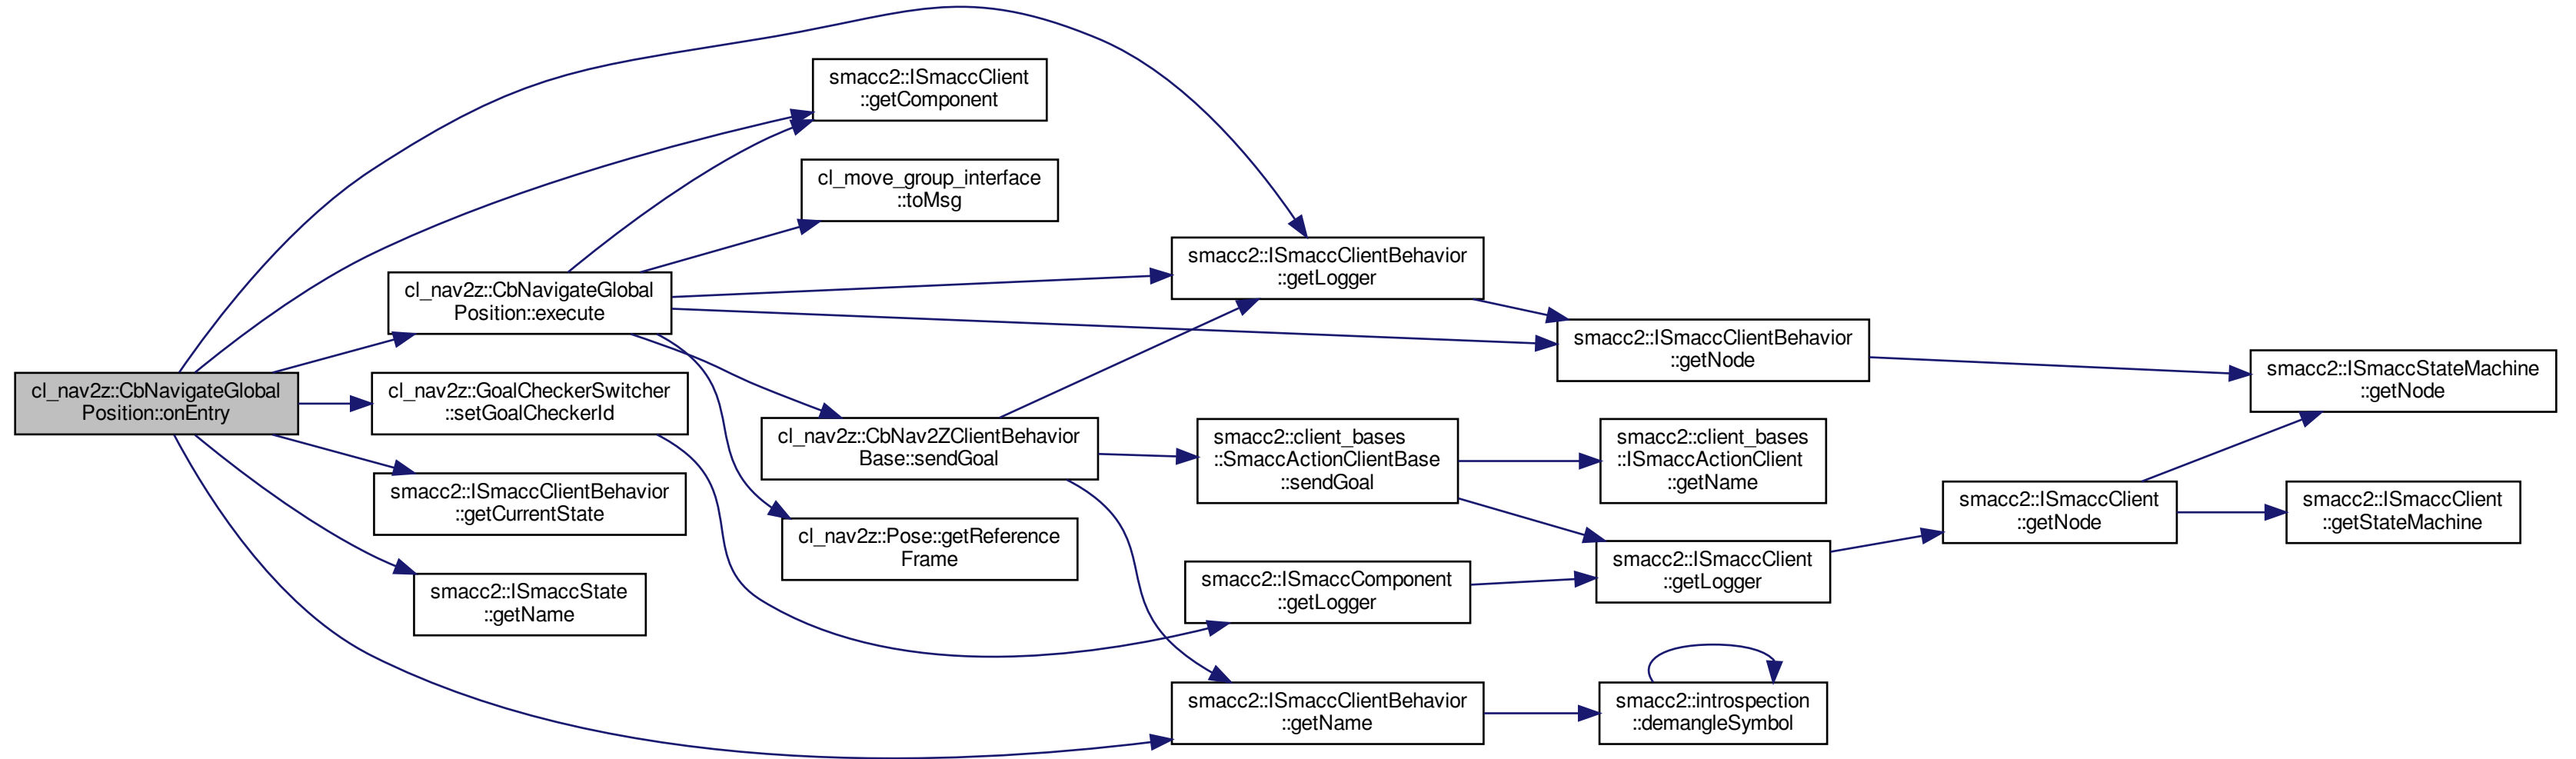 cl_nav2z::CbNavigateGlobal
Position::onEntry
smacc2::ISmaccClient
::getComponent
cl_move_group_interface
::toMsg
cl_nav2z::CbNavigateGlobal
Position::execute
cl_nav2z::GoalCheckerSwitcher
::setGoalCheckerId
smacc2::ISmaccClientBehavior
::getCurrentState
smacc2::ISmaccState
::getName
cl_nav2z::CbNav2ZClientBehavior
Base::sendGoal
cl_nav2z::Pose::getReference
Frame
smacc2::ISmaccClientBehavior
::getLogger
smacc2::client_bases
::SmaccActionClientBase
::sendGoal
smacc2::ISmaccComponent
::getLogger
smacc2::ISmaccClientBehavior
::getName
smacc2::ISmaccClientBehavior
::getNode
smacc2::client_bases
::ISmaccActionClient
::getName
smacc2::ISmaccClient
::getLogger
smacc2::introspection
::demangleSymbol
smacc2::ISmaccClient
::getNode
smacc2::ISmaccStateMachine
::getNode
smacc2::ISmaccClient
::getStateMachine